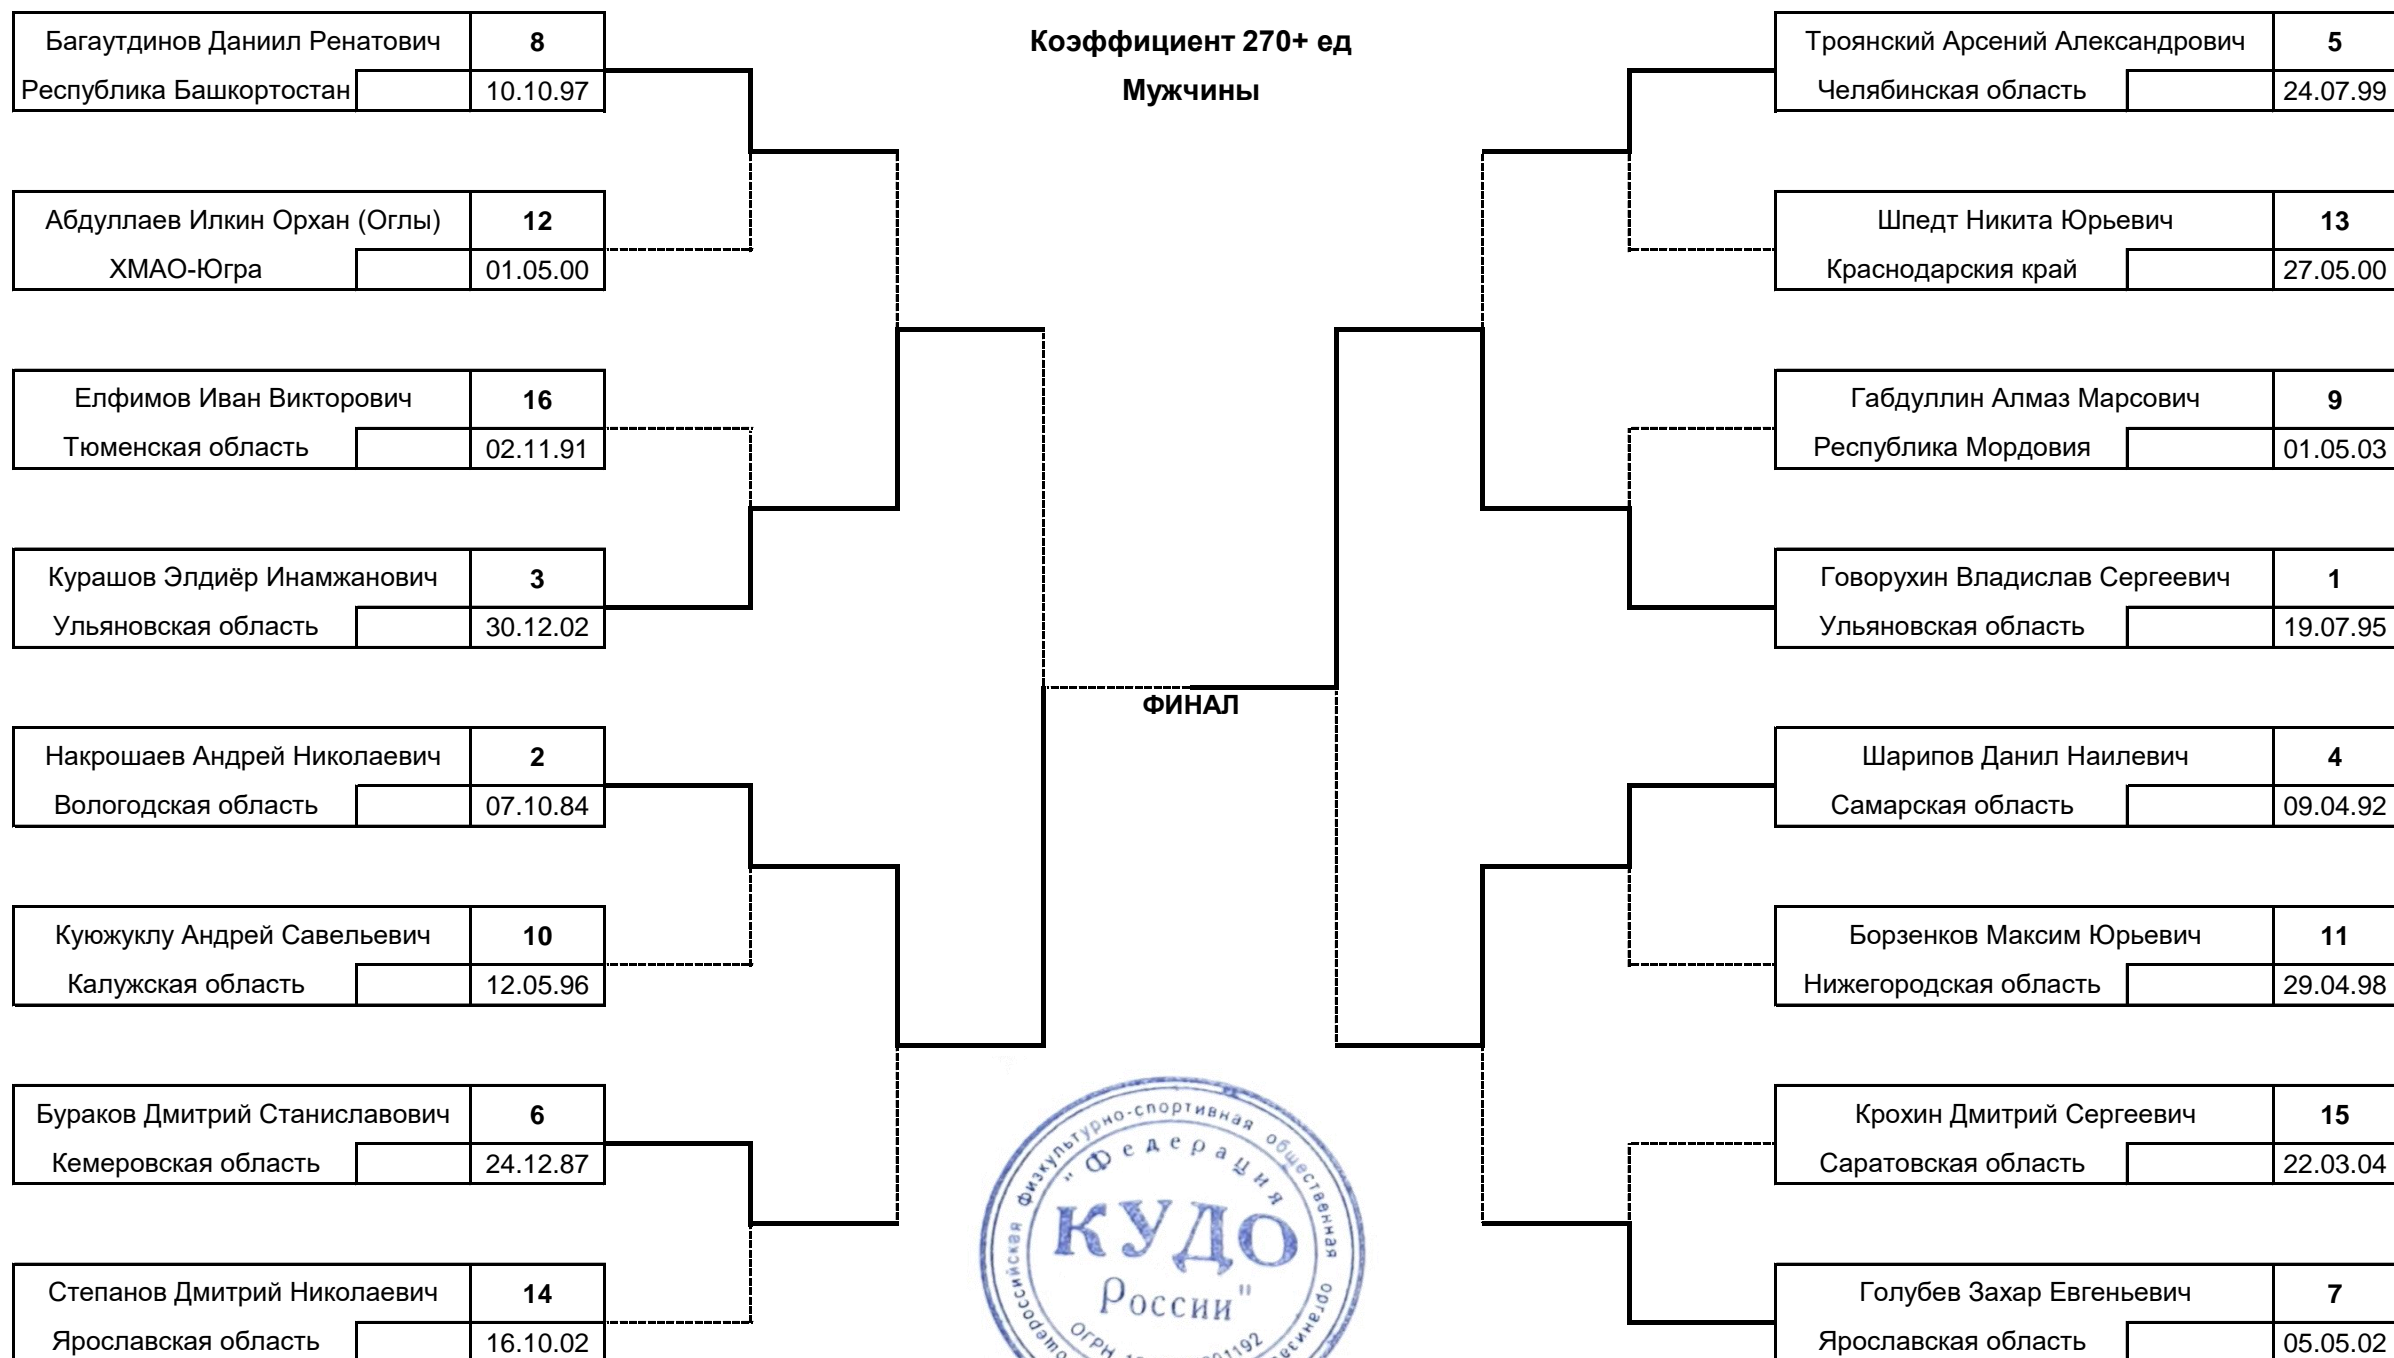 Коэффициент 270+ ед
Мужчины
Багаутдинов Даниил Ренатович 8
Республика Башкортостан 10.10.97
Абдуллаев Илкин Орхан (Оглы) 12
ХМАО-Югра 01.05.00
Елфимов Иван Викторович 16
Тюменская область 02.11.91
Курашов Элдиёр Инамжанович 3
Ульяновская область 30.12.02
Накрошаев Андрей Николаевич 2
Вологодская область 07.10.84
Куюжуклу Андрей Савельевич 10
Калужская область 12.05.96
Бураков Дмитрий Станиславович 6
Кемеровская область 24.12.87
Степанов Дмитрий Николаевич 14
Ярославская область 16.10.02
ФИНАЛ
Троянский Арсений Александрович 5
Челябинская область 24.07.99
Шпедт Никита Юрьевич 13
Краснодарския край 27.05.00
Габдуллин Алмаз Марсович 9
Республика Мордовия 01.05.03
Говорухин Владислав Сергеевич 1
Ульяновская область 19.07.95
Шарипов Данил Наилевич 4
Самарская область 09.04.92
Борзенков Максим Юрьевич 11
Нижегородская область 29.04.98
Крохин Дмитрий Сергеевич 15
Саратовская область 22.03.04
Голубев Захар Евгеньевич 7
Ярославская область 05.05.02
физкультурно-спортивная общественная
"Федерация
КУДО
России"
ОГРН